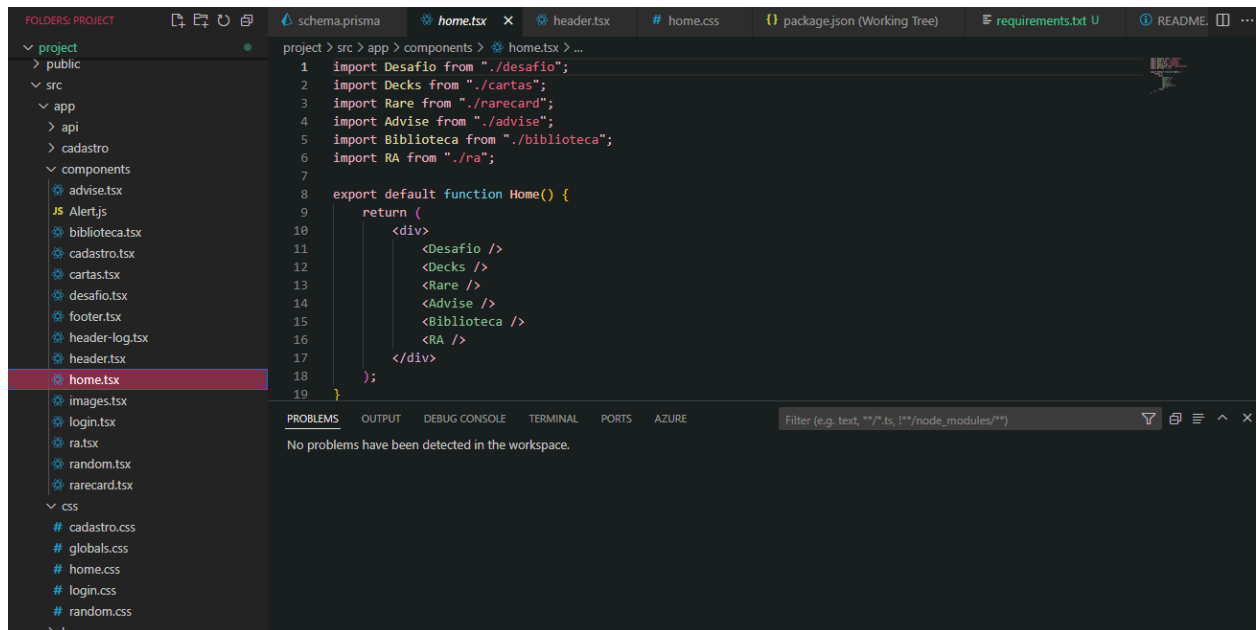 FOLDERS: PROJECT
project
public
src
app
api
cadastro
components
advise.tsx
JS Alert.js
biblioteca.tsx
cadastro.tsx
cartas.tsx
desafio.tsx
footer.tsx
header-log.tsx
header.tsx
home.tsx
images.tsx
login.tsx
ra.tsx
random.tsx
rarecard.tsx
css
# cadastro.css
# globals.css
# home.css
# login.css
# random.css
schema.prisma home.tsx header.tsx # home.css {} package.json (Working Tree) requirements.txt U README.
project > src > app > components > home.tsx > ...
1 import Desafio from "./desafio";
2 import Decks from "./cartas";
3 import Rare from "./rarecard";
4 import Advise from "./advise";
5 import Biblioteca from "./biblioteca";
6 import RA from "./ra";
7
8 export default function Home() {
9 return (
10 <div>
11 <Desafio />
12 <Decks />
13 <Rare />
14 <Advise />
15 <Biblioteca />
16 <RA />
17 </div>
18 );
19 }
PROBLEMS OUTPUT DEBUG CONSOLE TERMINAL PORTS AZURE Filter (e.g. text, **/*.ts, !**/node_modules/**)
No problems have been detected in the workspace.